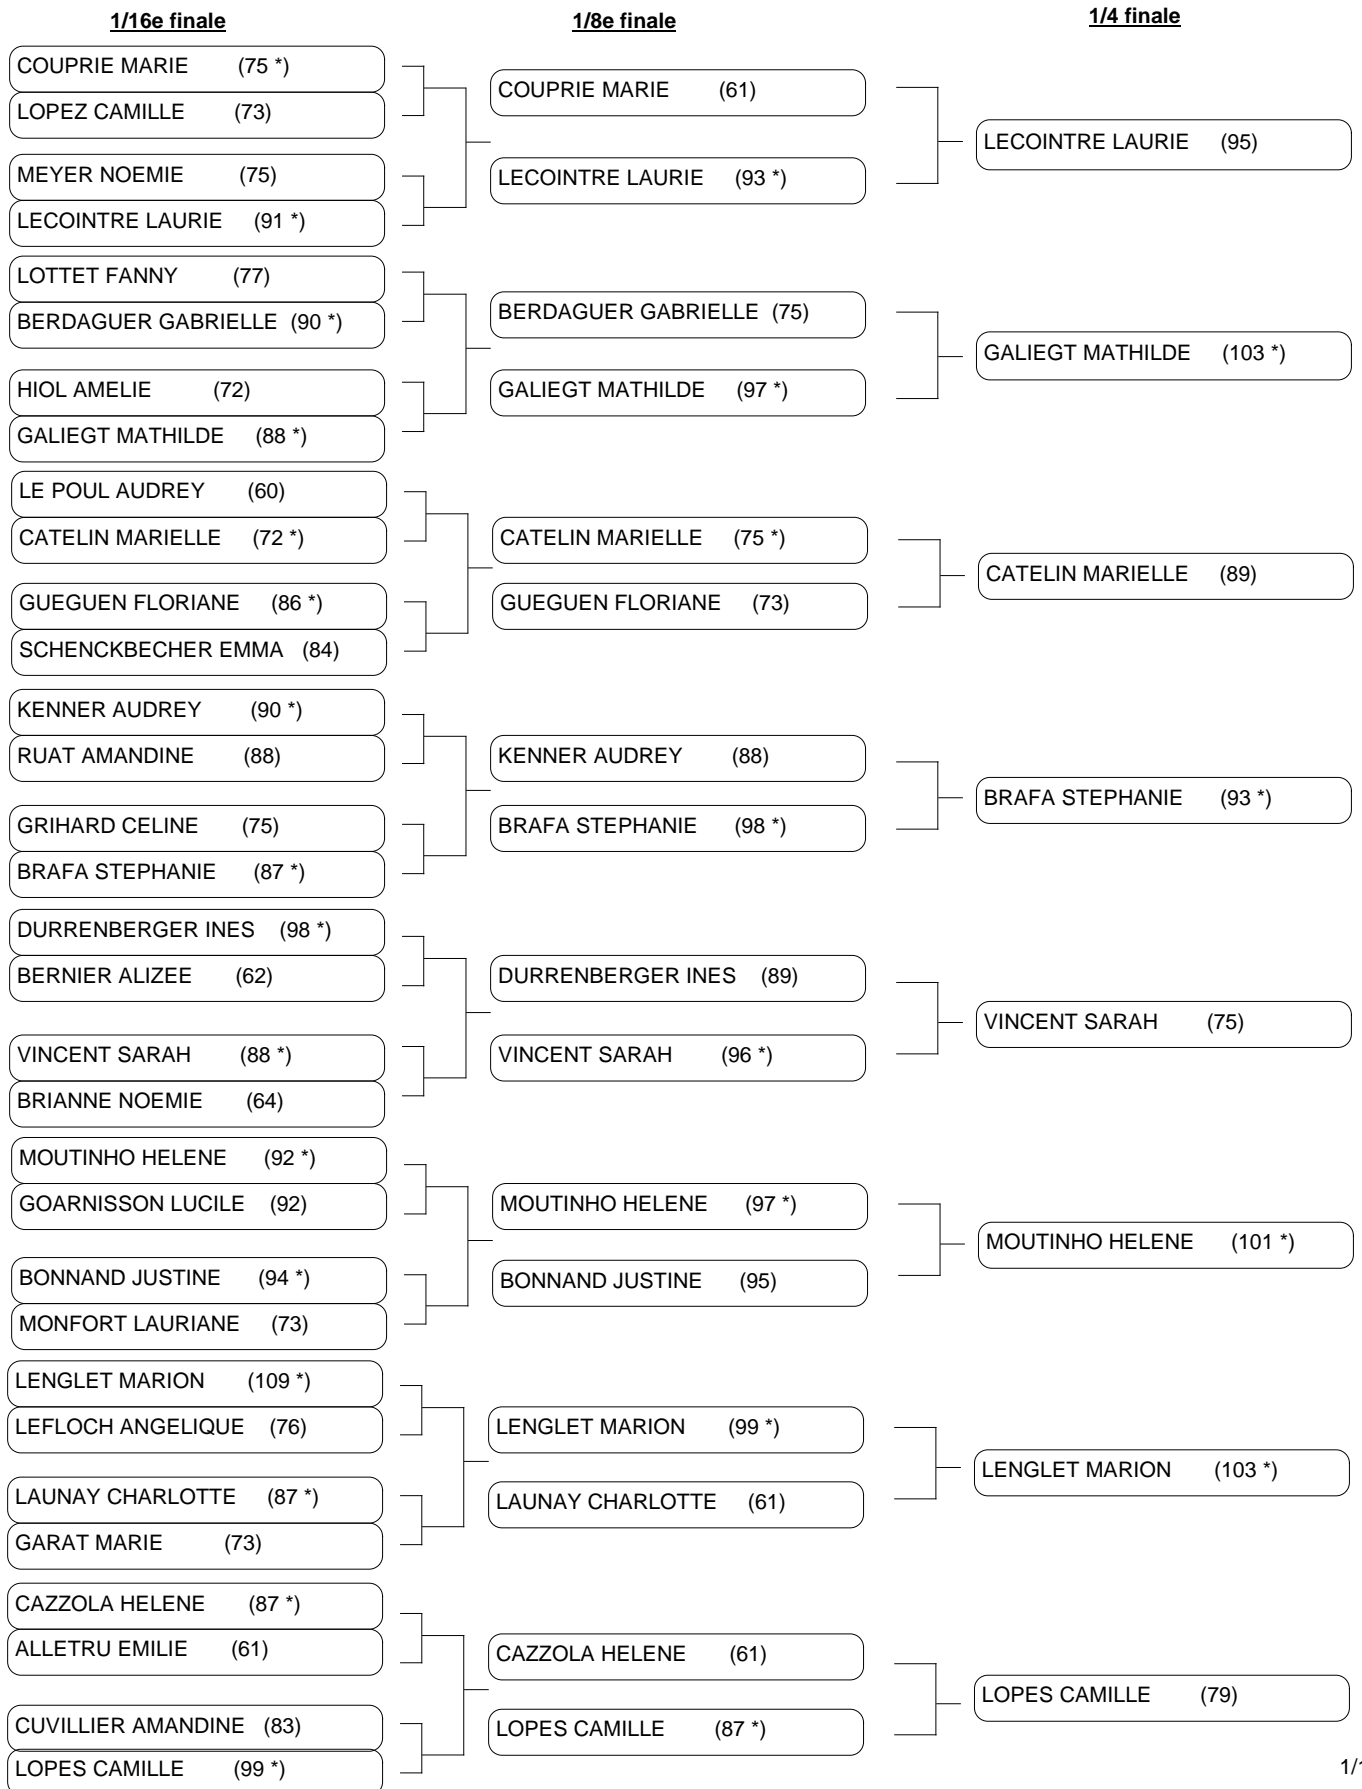 1/16e finale
1/8e finale
1/4 finale
COUPRIE MARIE (75 *)
LOPEZ CAMILLE (73)
MEYER NOEMIE (75)
LECOINTRE LAURIE (91 *)
LOTTET FANNY (77)
BERDAGUER GABRIELLE (90 *)
HIOL AMELIE (72)
GALIEGT MATHILDE (88 *)
LE POUL AUDREY (60)
CATELIN MARIELLE (72 *)
GUEGUEN FLORIANE (86 *)
SCHENCKBECHER EMMA (84)
KENNER AUDREY (90 *)
RUAT AMANDINE (88)
GRIHARD CELINE (75)
BRAFA STEPHANIE (87 *)
DURRENBERGER INES (98 *)
BERNIER ALIZEE (62)
VINCENT SARAH (88 *)
BRIANNE NOEMIE (64)
MOUTINHO HELENE (92 *)
GOARNISSON LUCILE (92)
BONNAND JUSTINE (94 *)
MONFORT LAURIANE (73)
LENGLET MARION (109 *)
LEFLOCH ANGELIQUE (76)
LAUNAY CHARLOTTE (87 *)
GARAT MARIE (73)
CAZZOLA HELENE (87 *)
ALLETRU EMILIE (61)
CUVILLIER AMANDINE (83)
LOPES CAMILLE (99 *)
COUPRIE MARIE (61)
LECOINTRE LAURIE (93 *)
BERDAGUER GABRIELLE (75)
GALIEGT MATHILDE (97 *)
CATELIN MARIELLE (75 *)
GUEGUEN FLORIANE (73)
KENNER AUDREY (88)
BRAFA STEPHANIE (98 *)
DURRENBERGER INES (89)
VINCENT SARAH (96 *)
MOUTINHO HELENE (97 *)
BONNAND JUSTINE (95)
LENGLET MARION (99 *)
LAUNAY CHARLOTTE (61)
CAZZOLA HELENE (61)
LOPES CAMILLE (87 *)
LECOINTRE LAURIE (95)
GALIEGT MATHILDE (103 *)
CATELIN MARIELLE (89)
BRAFA STEPHANIE (93 *)
VINCENT SARAH (75)
MOUTINHO HELENE (101 *)
LENGLET MARION (103 *)
LOPES CAMILLE (79)